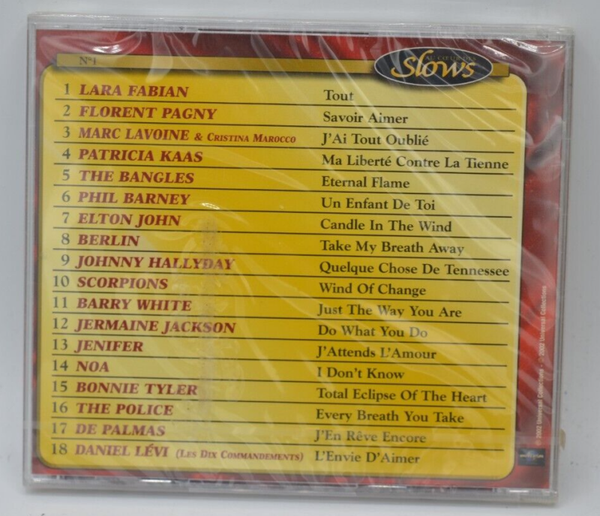 N°1
Slows
1 LARA FABIAN Tout
2 FLORENT PAGNY Savoir Aimer
3 MARC LAVOINE & CRISTINA MAROCCO J'Ai Tout Oublié
4 PATRICIA KAAS Ma Liberté Contre La Tienne
5 THE BANGLES Eternal Flame
6 PHIL BARNEY Un Enfant De Toi
7 ELTON JOHN Candle In The Wind
8 BERLIN Take My Breath Away
9 JOHNNY HALLYDAY Quelque Chose De Tennessee
10 SCORPIONS Wind Of Change
11 BARRY WHITE Just The Way You Are
12 JERMAINE JACKSON Do What You Do
13 JENIFER J'Attends L'Amour
14 NOA I Don't Know
15 BONNIE TYLER Total Eclipse Of The Heart
16 THE POLICE Every Breath You Take
17 DE PALMAS J'En Rêve Encore
18 DANIEL LÉVI (LES DIX COMMANDEMENTS) L'Envie D'Aimer